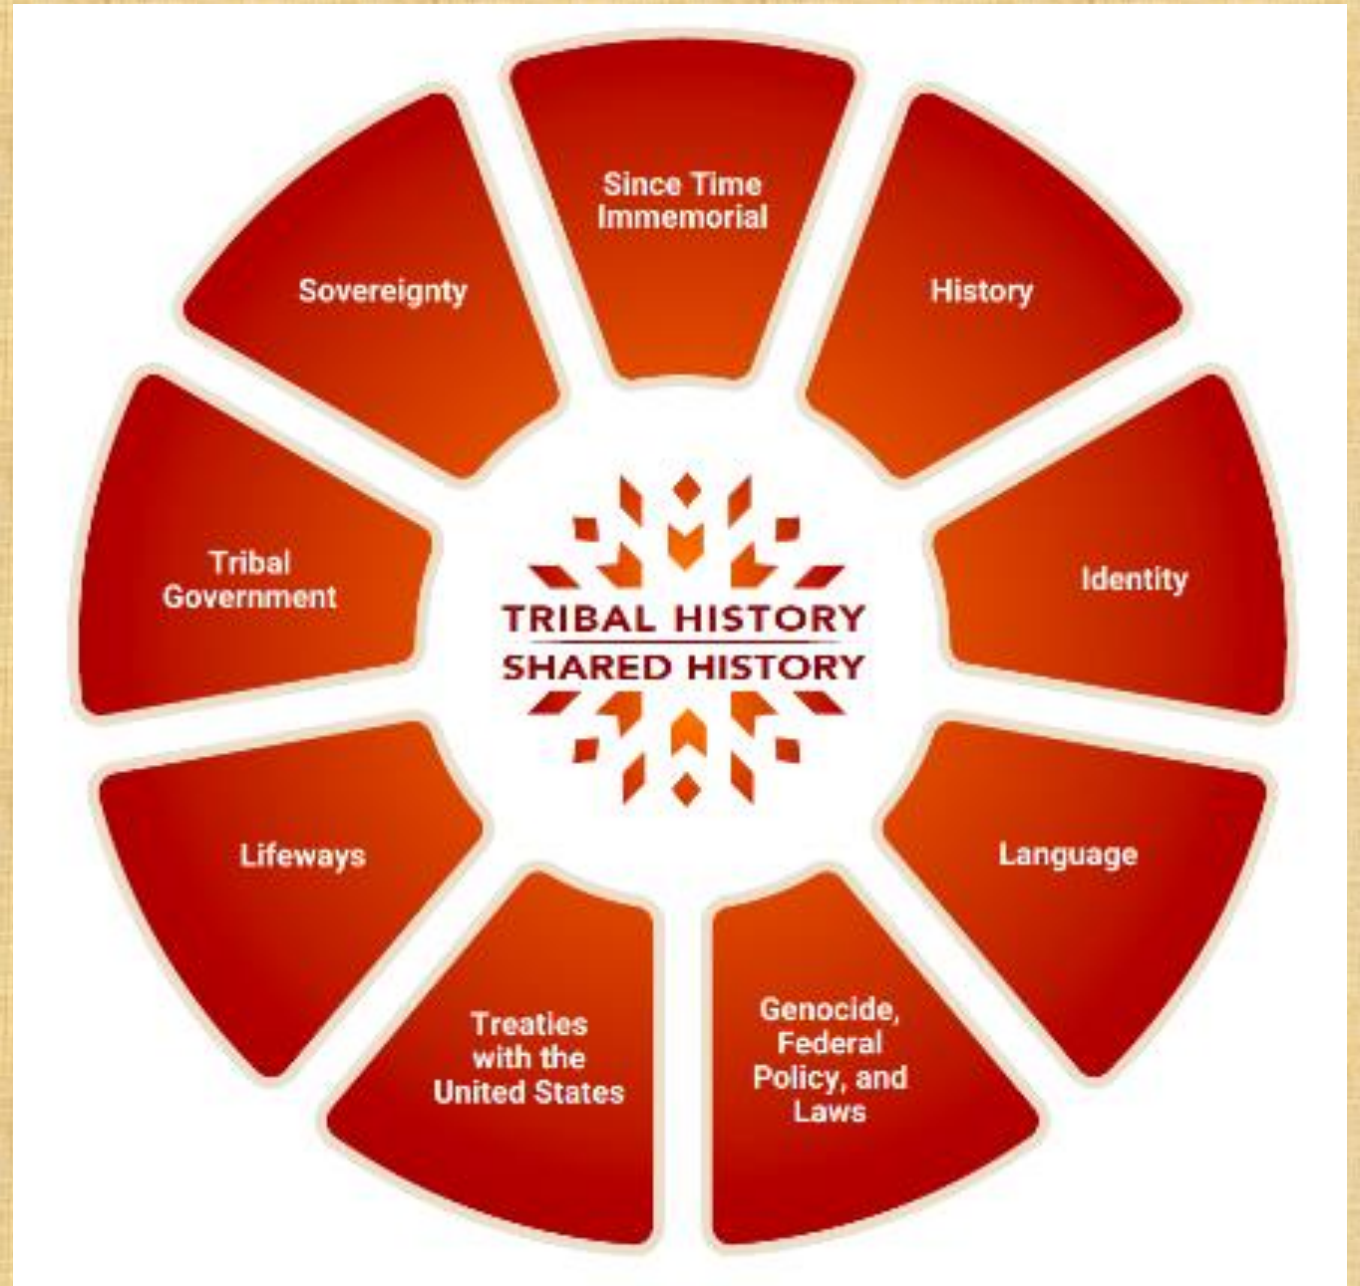 Since Time
Immemorial
History
Identity
Language
Genocide,
Federal
Policy, and
Laws
Treaties
with the
United States
Lifeways
Tribal
Government
Sovereignty
TRIBAL HISTORY
SHARED HISTORY